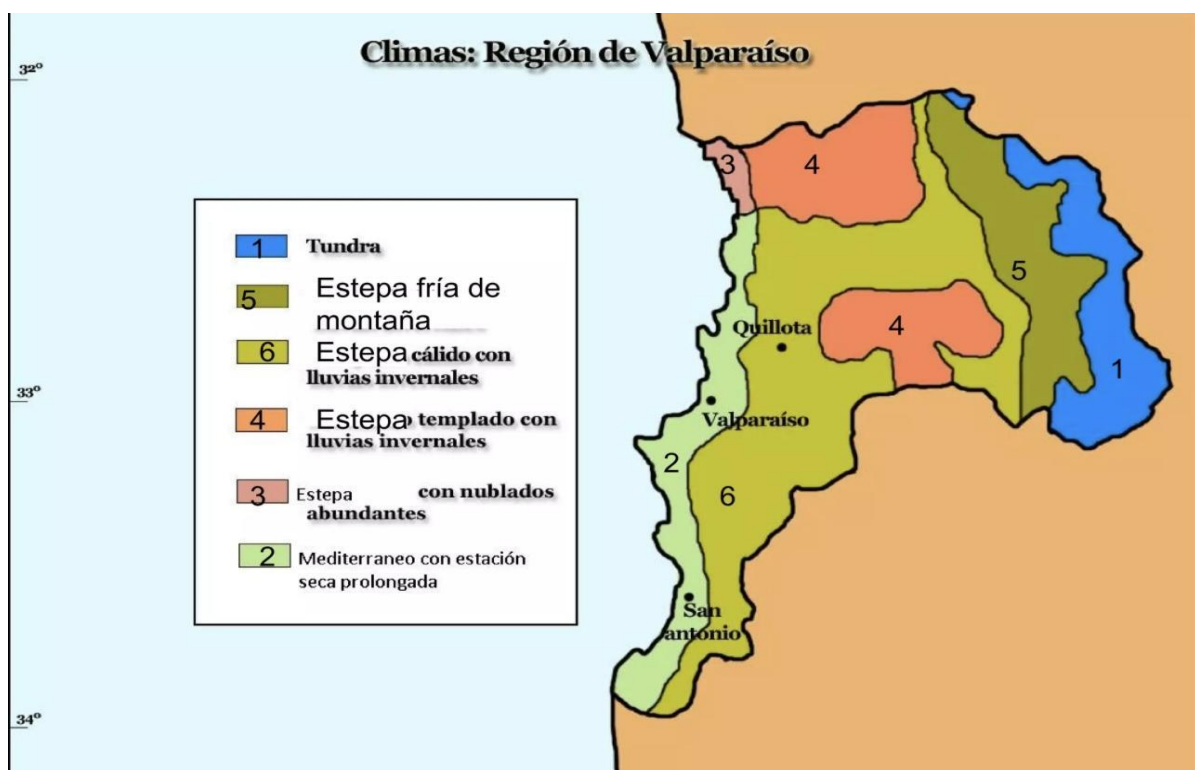 Climas: Región de Valparaíso
32º
33º
34º
1 Tundra
5 Estepa fría de
montaña
6 Estepa cálido con
lluvias invernales
4 Estepa templado con
lluvias invernales
3 Estepa con nublados
abundantes
2 Mediterraneo con estación
seca prolongada
3
4
5
4
Quillota
1
Valparaíso
2
6
San
antonio